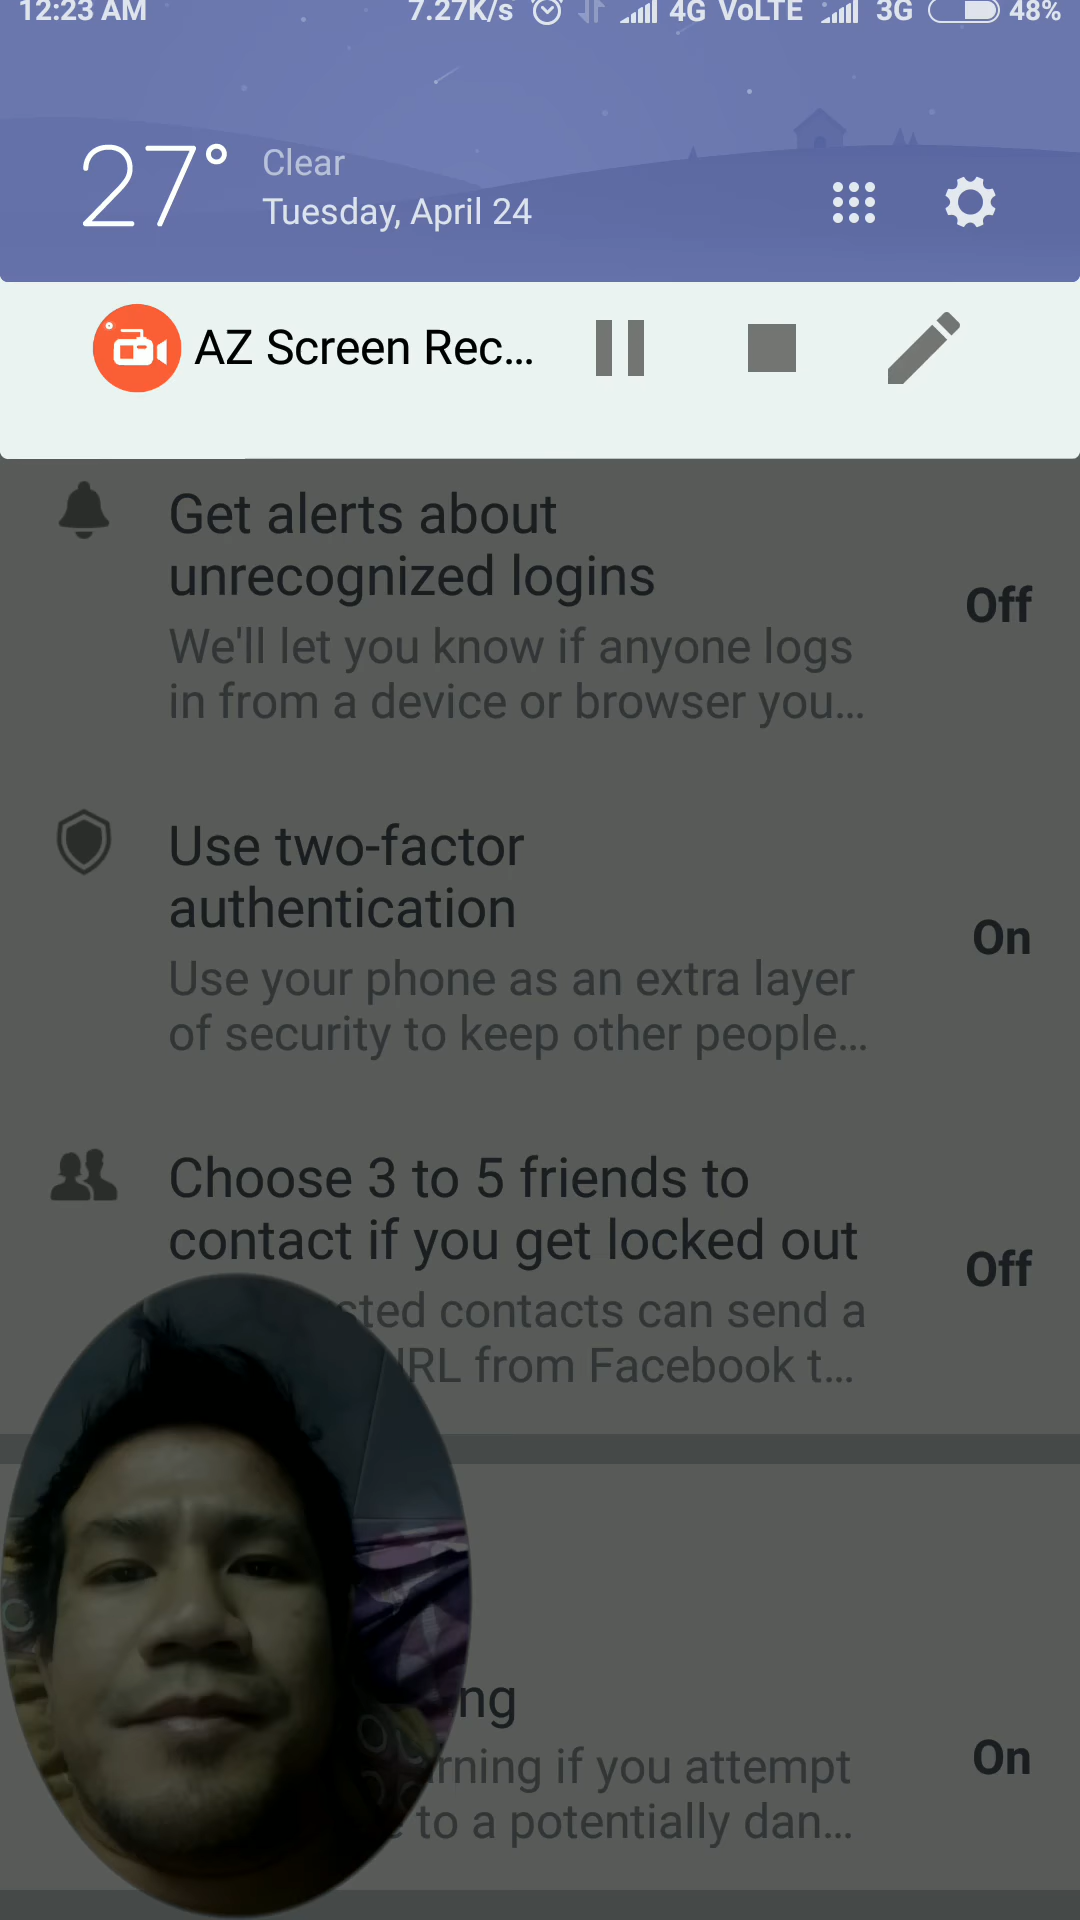 12:23 AM 7.27K/s 4G VoLTE 3G 48%
27° Clear
Tuesday, April 24
AZ Screen Rec...
Get alerts about
unrecognized logins
Off
We'll let you know if anyone logs
in from a device or browser you...
Use two-factor
authentication
On
Use your phone as an extra layer
of security to keep other people...
Choose 3 to 5 friends to
contact if you get locked out
Off
contacts can send a
from Facebook t...
On
if you attempt
to a potentially dan...